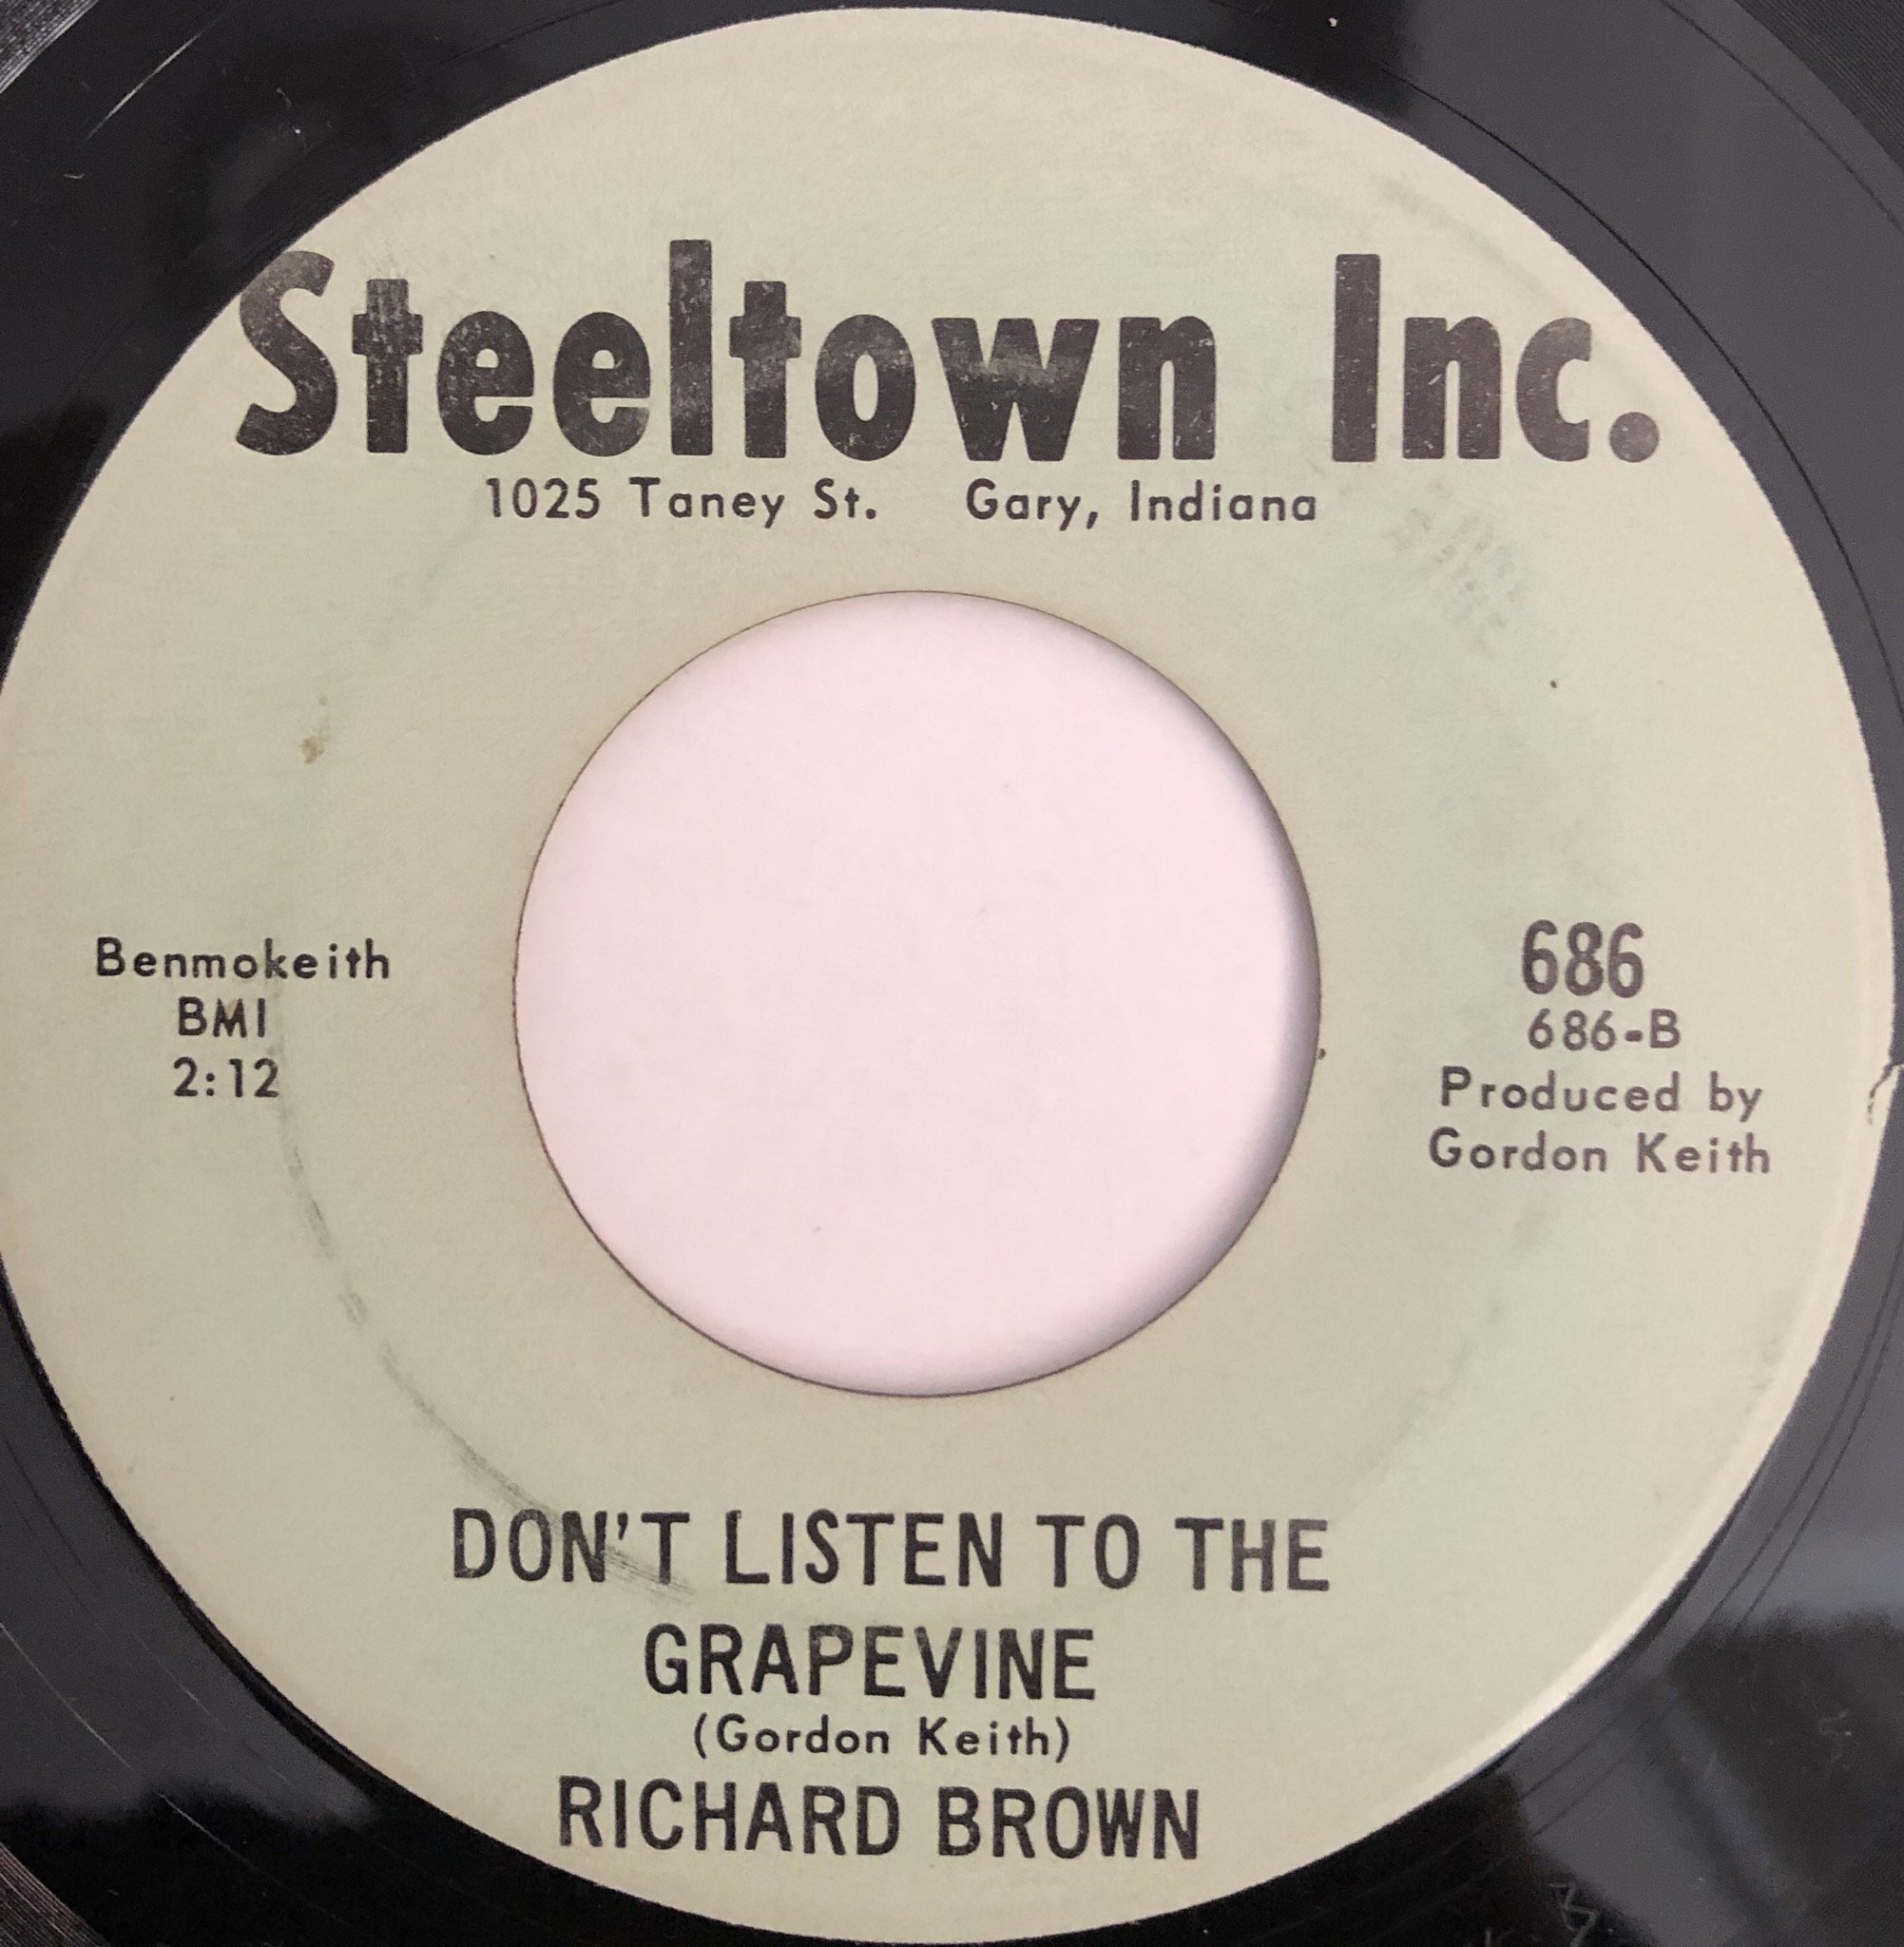 Steeltown Inc.
1025 Taney St. Gary, Indiana
Benmokeith
BMI
2:12
686
686-B
Produced by
Gordon Keith
DON'T LISTEN TO THE
GRAPEVINE
(Gordon Keith)
RICHARD BROWN